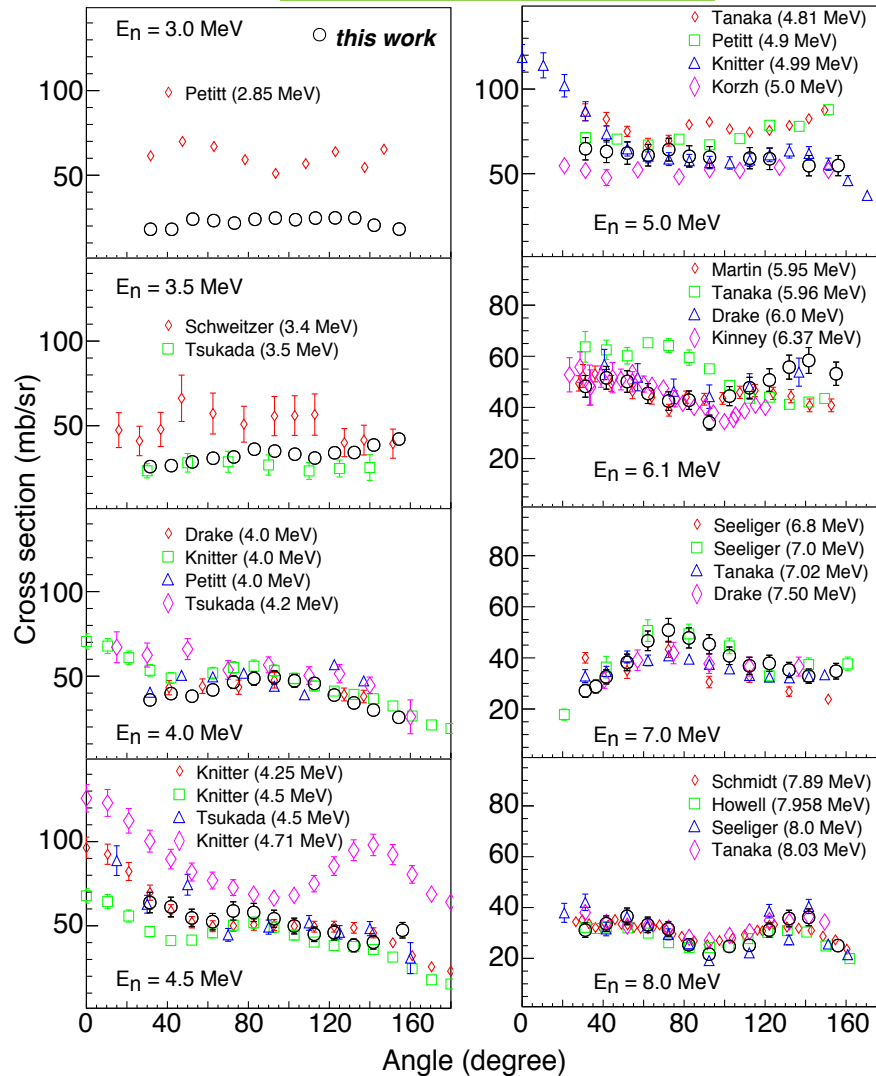 E_n = 3.0 MeV
this work
Petitt (2.85 MeV)
100
50
E_n = 3.5 MeV
Schweitzer (3.4 MeV)
Tsukada (3.5 MeV)
100
50
Drake (4.0 MeV)
Knitter (4.0 MeV)
Petitt (4.0 MeV)
Tsukada (4.2 MeV)
100
50
E_n = 4.0 MeV
Knitter (4.25 MeV)
Knitter (4.5 MeV)
Tsukada (4.5 MeV)
Knitter (4.71 MeV)
100
50
E_n = 4.5 MeV
0 40 80 120 160
Cross section (mb/sr)
Tanaka (4.81 MeV)
Petitt (4.9 MeV)
Knitter (4.99 MeV)
Korzh (5.0 MeV)
100
50
E_n = 5.0 MeV
Martin (5.95 MeV)
Tanaka (5.96 MeV)
Drake (6.0 MeV)
Kinney (6.37 MeV)
80
60
40
20
E_n = 6.1 MeV
Seeliger (6.8 MeV)
Seeliger (7.0 MeV)
Tanaka (7.02 MeV)
Drake (7.50 MeV)
80
60
40
20
E_n = 7.0 MeV
Schmidt (7.89 MeV)
Howell (7.958 MeV)
Seeliger (8.0 MeV)
Tanaka (8.03 MeV)
80
60
40
20
E_n = 8.0 MeV
0 40 80 120 160
Angle (degree)